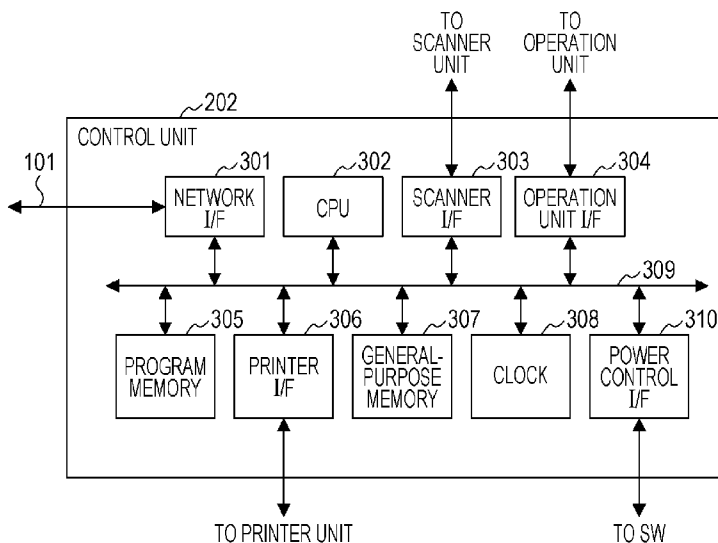 TO
SCANNER
UNIT
TO
OPERATION
UNIT
202
CONTROL UNIT
101
301
302
303
304
NETWORK
I/F
CPU
SCANNER
I/F
OPERATION
UNIT I/F
309
305
306
307
308
310
PROGRAM
MEMORY
PRINTER
I/F
GENERAL-
PURPOSE
MEMORY
CLOCK
POWER
CONTROL
I/F
TO PRINTER UNIT
TO SW